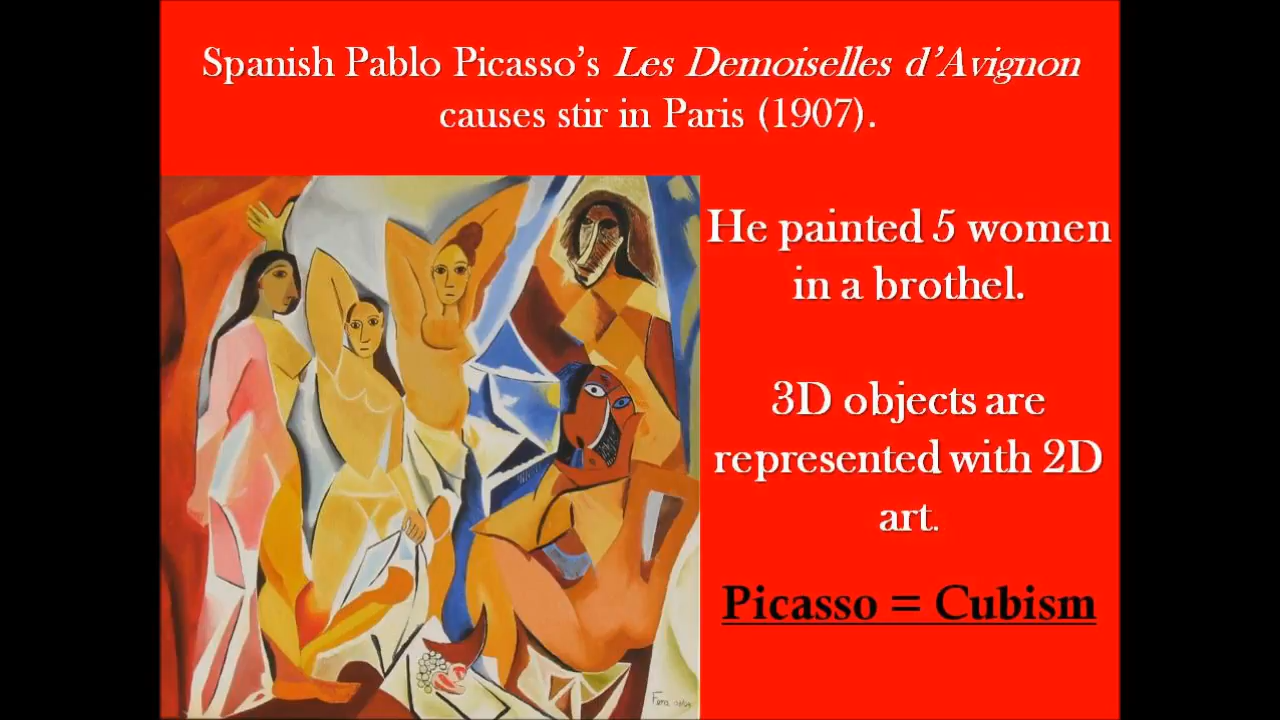 Spanish Pablo Picasso’s Les Demoiselles d’Avignon
causes stir in Paris (1907).
He painted 5 women
in a brothel.
3D objects are
represented with 2D
art.
Picasso = Cubism